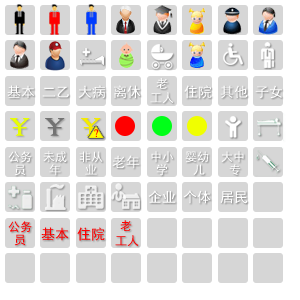 基本 二乙 大病 离休 老工人 住院 其他 子女
¥ ¥ ¥
公务员 未成年 非从业 老年 中小学 婴幼儿 大中专
企业 个体 居民
公务员 基本 住院 老工人